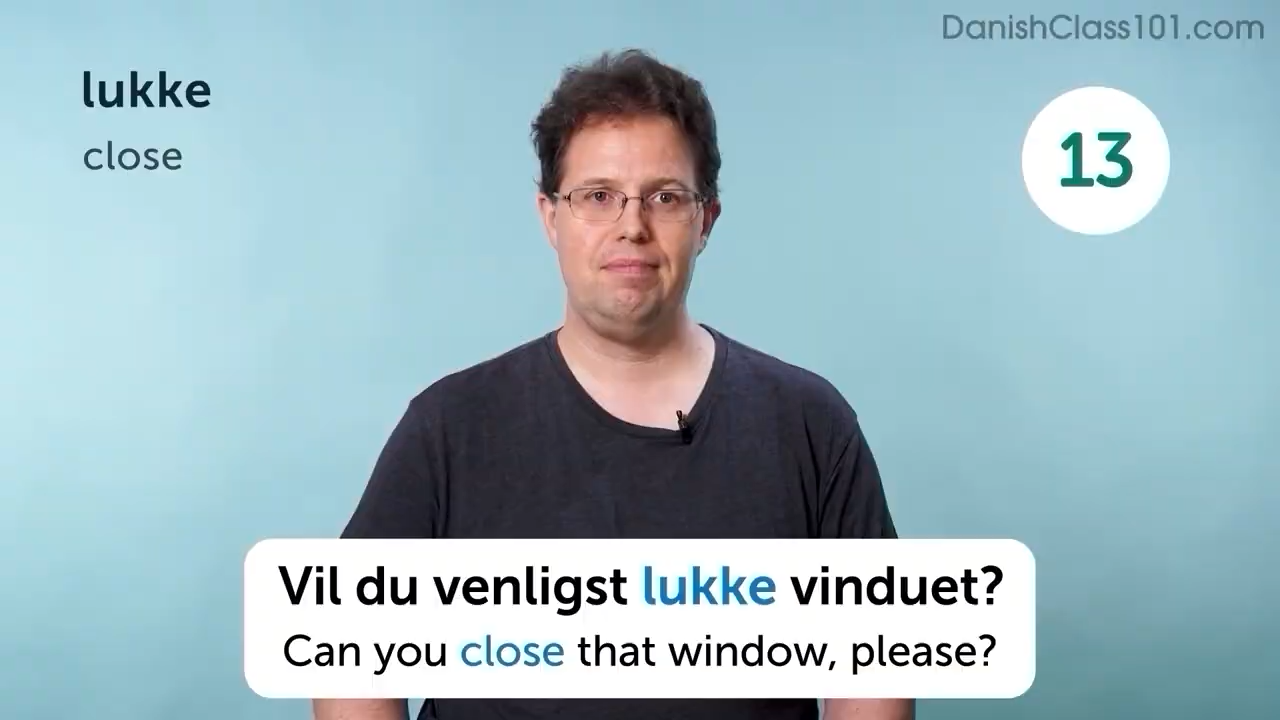 DanishClass101.com
lukke
close
13
Vil du venligst lukke vinduet?
Can you close that window, please?